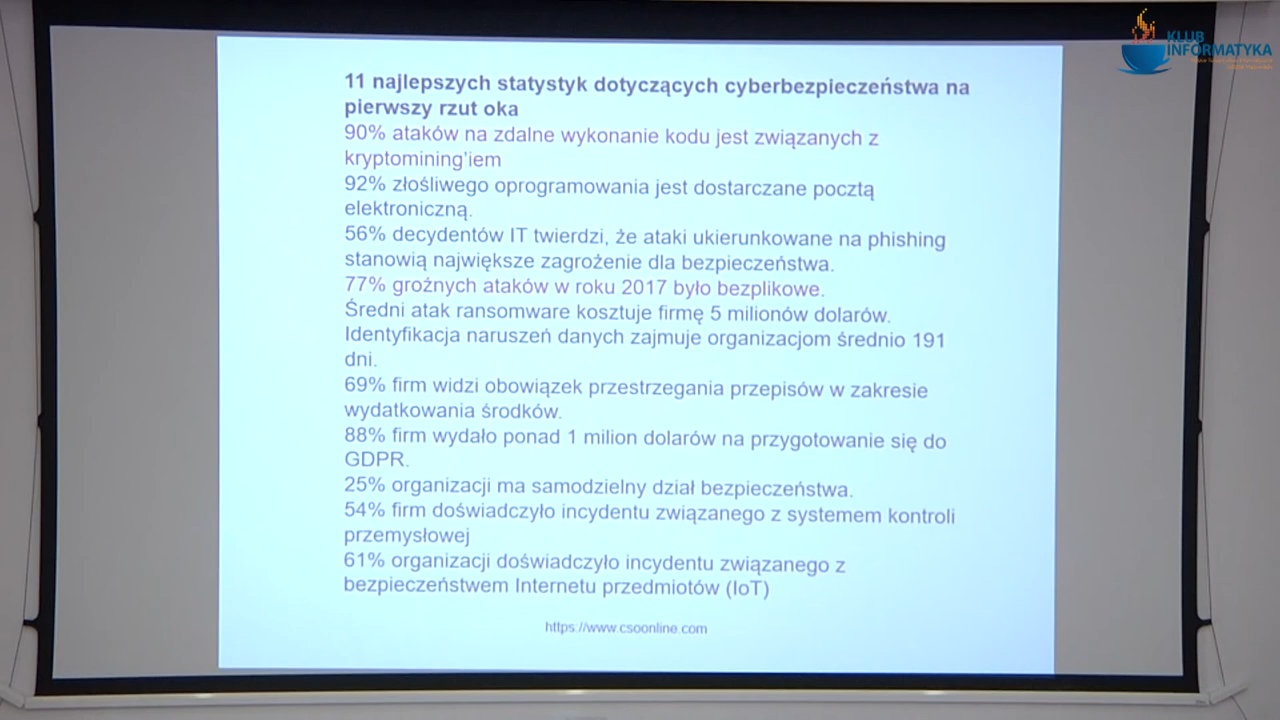 KLUB
INFORMATYKA
11 najlepszych statystyk dotyczących cyberbezpieczeństwa na
pierwszy rzut oka
90% ataków na zdalne wykonanie kodu jest związanych z
kryptomining'iem
92% złośliwego oprogramowania jest dostarczane pocztą
elektroniczną.
56% decydentów IT twierdzi, że ataki ukierunkowane na phishing
stanowią największe zagrożenie dla bezpieczeństwa.
77% groźnych ataków w roku 2017 było bezplikowe.
Średni atak ransomware kosztuje firmę 5 milionów dolarów.
Identyfikacja naruszeń danych zajmuje organizacjom średnio 191
dni.
69% firm widzi obowiązek przestrzegania przepisów w zakresie
wydatkowania środków.
88% firm wydało ponad 1 milion dolarów na przygotowanie się do
GDPR.
25% organizacji ma samodzielny dział bezpieczeństwa.
54% firm doświadczyło incydentu związanego z systemem kontroli
przemysłowej
61% organizacji doświadczyło incydentu związanego z
bezpieczeństwem Internetu przedmiotów (IoT)
https://www.csoonline.com